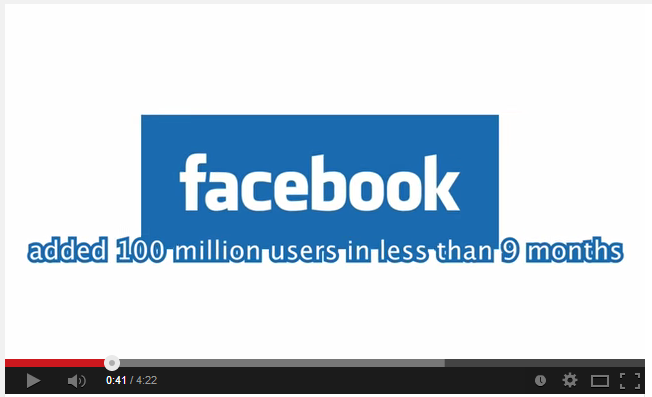 facebook
added 100 million users in less than 9 months
0:41 / 4:22